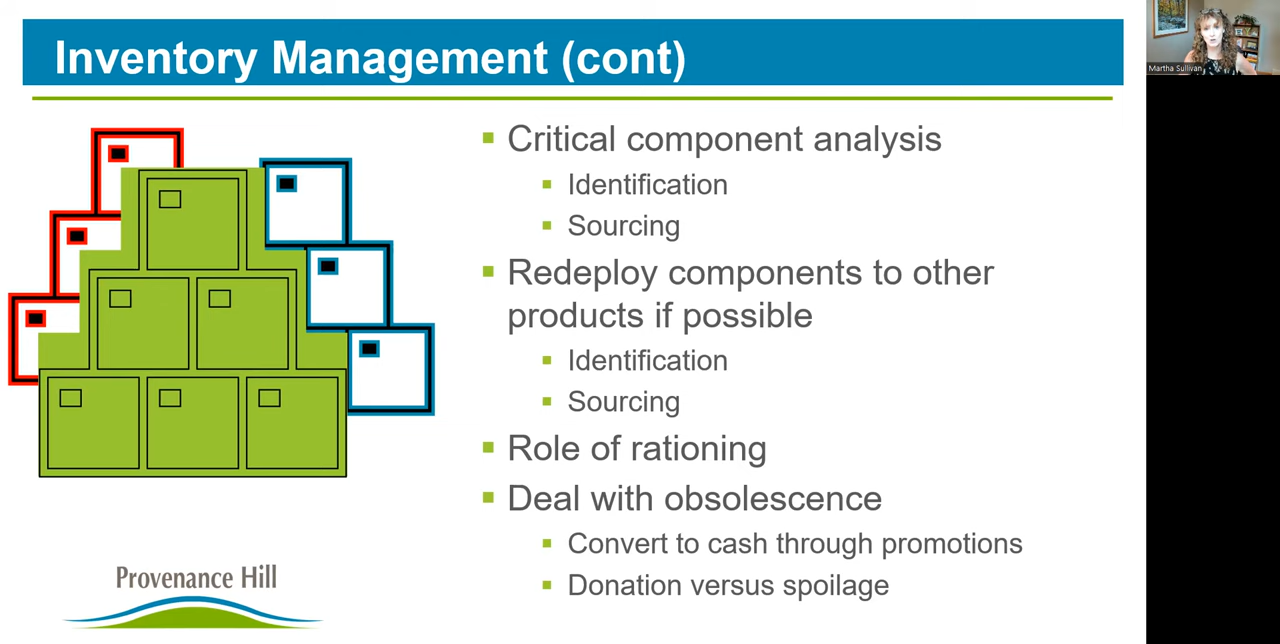 Inventory Management (cont)
Martha Sullivan
Critical component analysis
Identification
Sourcing
Redeploy components to other
products if possible
Identification
Sourcing
Role of rationing
Deal with obsolescence
Convert to cash through promotions
Donation versus spoilage
Provenance Hill